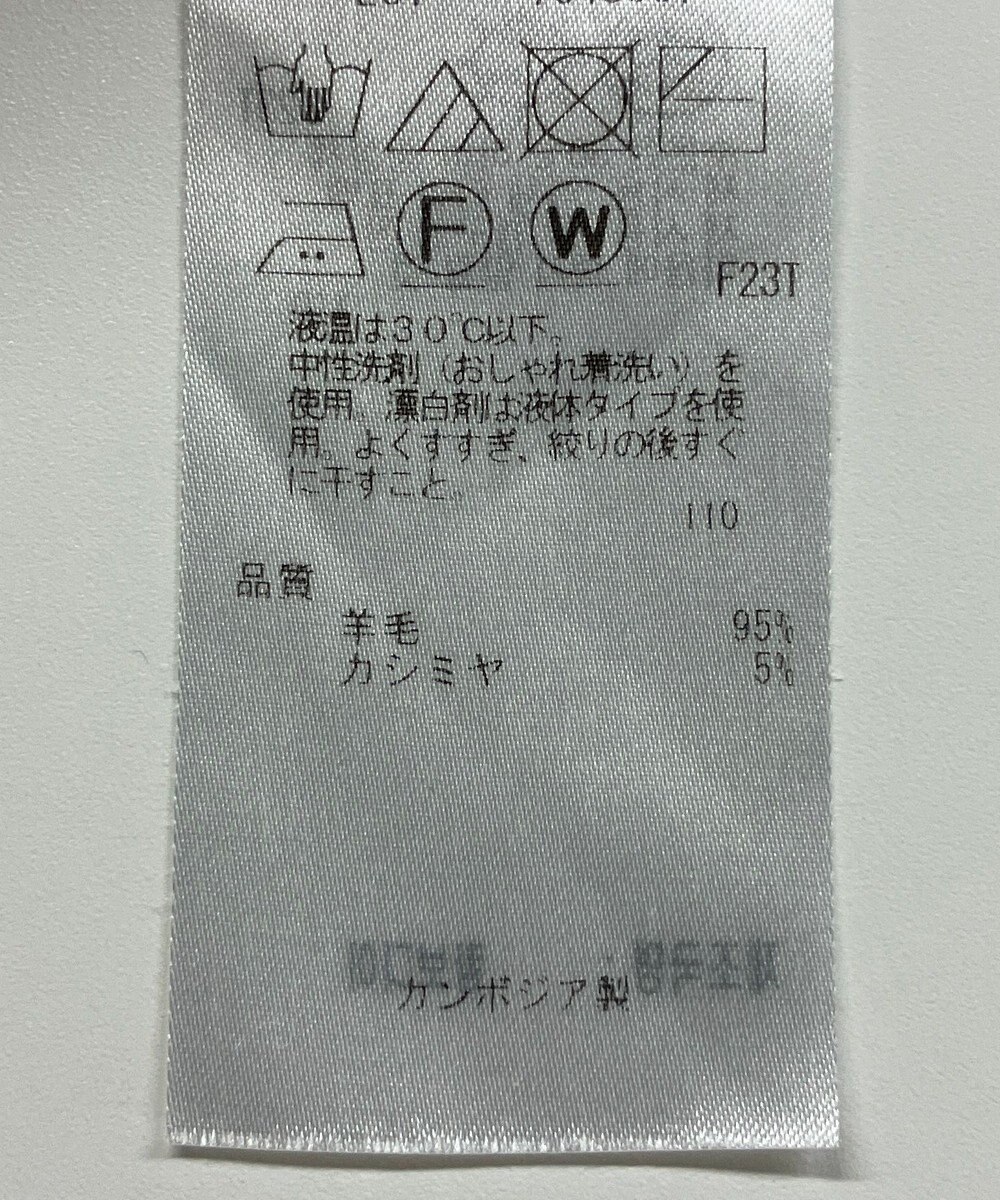 F
W
F23T
液温は30℃以下。
中性洗剤（おしゃれ着洗い）を
使用。漂白剤は液体タイプを使
用。よくすすぎ、絞りの後すぐ
に干すこと。
110
品質
羊毛 95%
カシミヤ 5%
カンボジア製